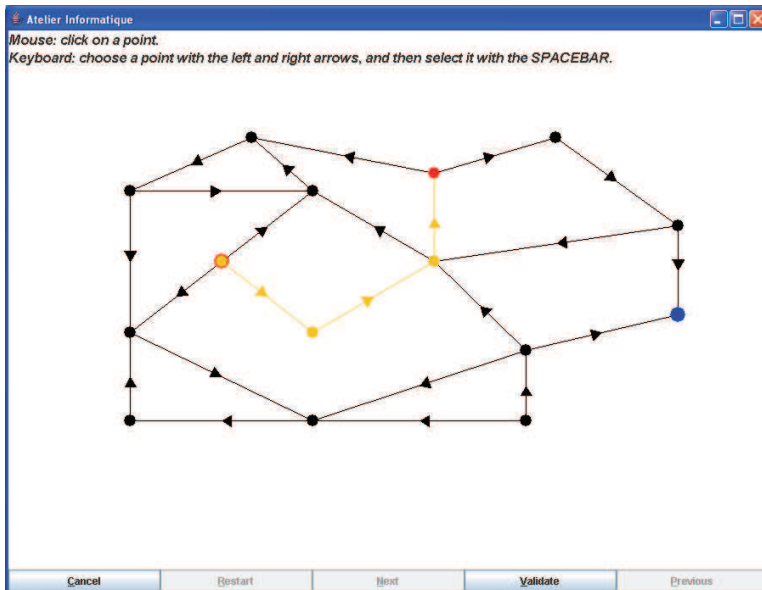 Atelier Informatique
Mouse: click on a point.
Keyboard: choose a point with the left and right arrows, and then select it with the SPACEBAR.
Cancel Restart Next Validate Previous